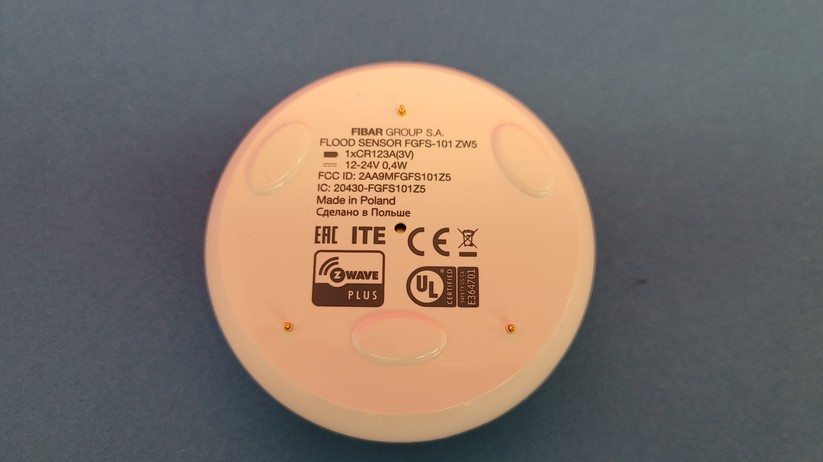 FIBAR GROUP S.A.
FLOOD SENSOR FGFS-101 ZW5
1xCR123A(3V)
12-24V 0,4W
FCC ID: 2AA9MFGFS101Z5
IC: 20430-FGFS101Z5
Made in Poland
Сделано в Польше
EAC ITE CE
Z WAVE
PLUS
UL
CERTIFIED
E364701